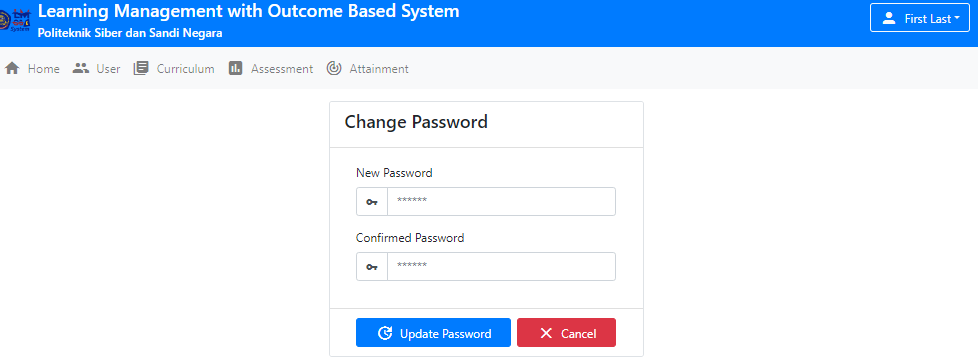 Learning Management with Outcome Based System
Politeknik Siber dan Sandi Negara
First Last
Home User Curriculum Assessment Attainment
Change Password
New Password
******
Confirmed Password
******
Update Password Cancel